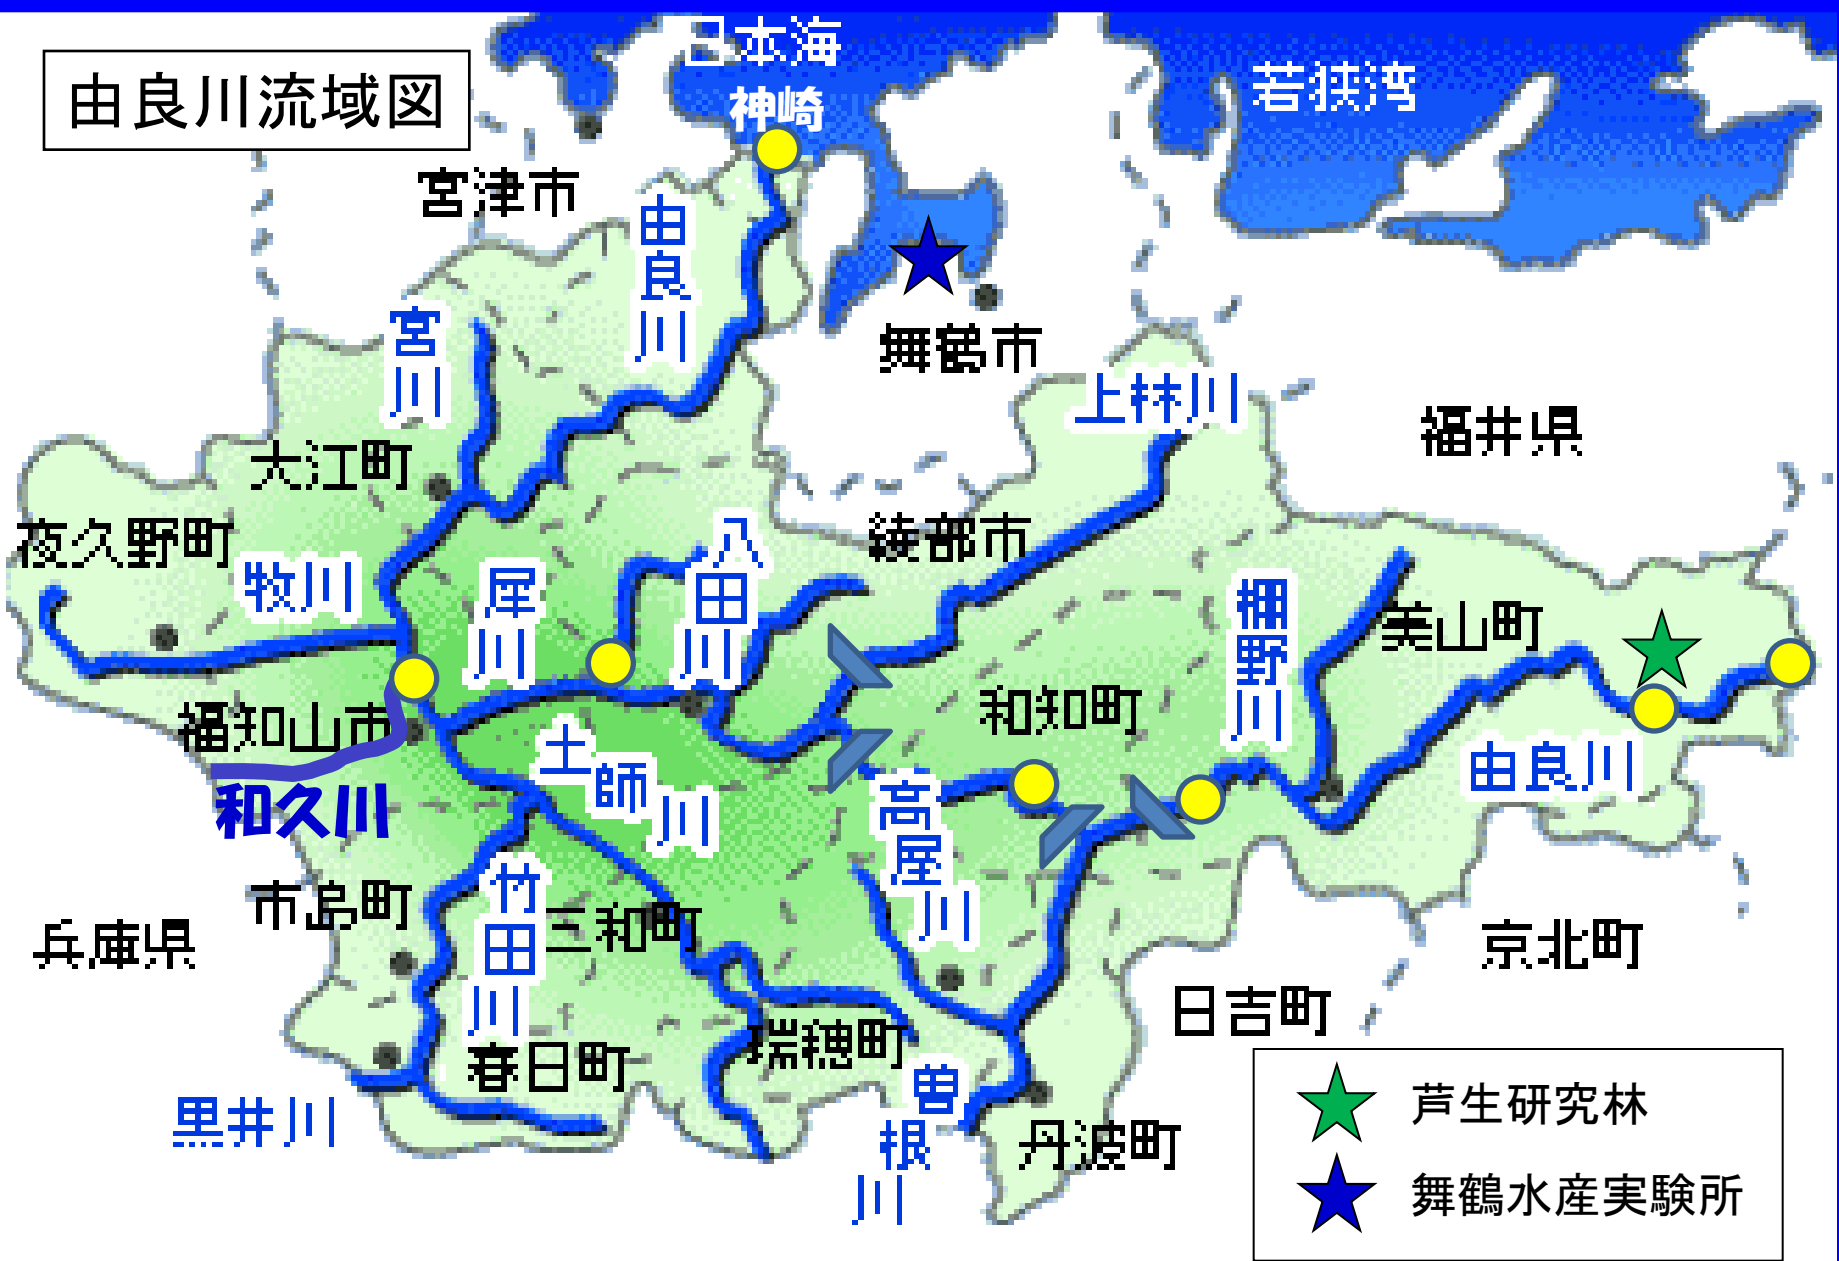 由良川流域図
日本海
若狭湾
神崎
宮津市
由良川
宮川
舞鶴市
上林川
福井県
大江町
夜久野町
牧川
犀川
八田川
綾部市
棚野川
美山町
和知町
福知山市
土師川
由良川
和久川
高屋川
竹田川
市島町
三和町
兵庫県
京北町
日吉町
瑞穂町
春日町
曽根川
黒井川
丹波町
芦生研究林
舞鶴水産実験所